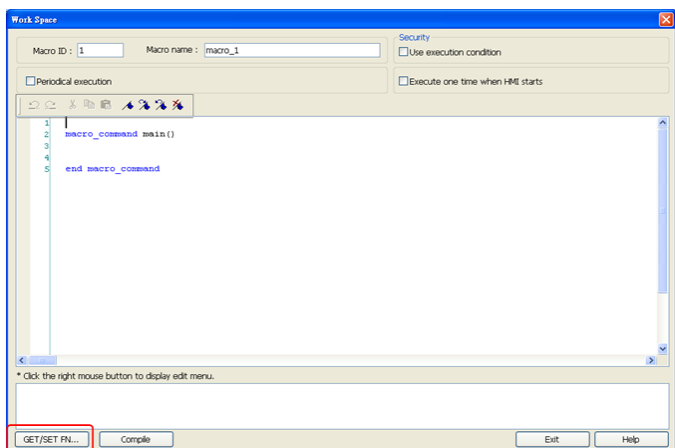 Work Space
Security
Macro ID : 1 Macro name : macro_1
Use execution condition
Periodical execution
Execute one time when HMI starts
1
2 macro_command main()
3
4
5 end macro_command
* Click the right mouse button to display edit menu.
GET/SET FN... Compile Exit Help